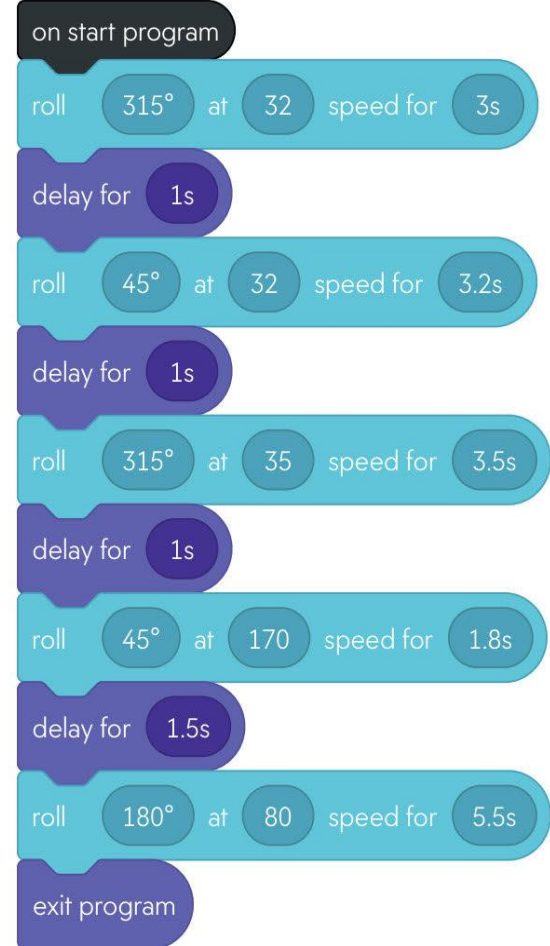 on start program
roll 315° at 32 speed for 3s
delay for 1s
roll 45° at 32 speed for 3.2s
delay for 1s
roll 315° at 35 speed for 3.5s
delay for 1s
roll 45° at 170 speed for 1.8s
delay for 1.5s
roll 180° at 80 speed for 5.5s
exit program